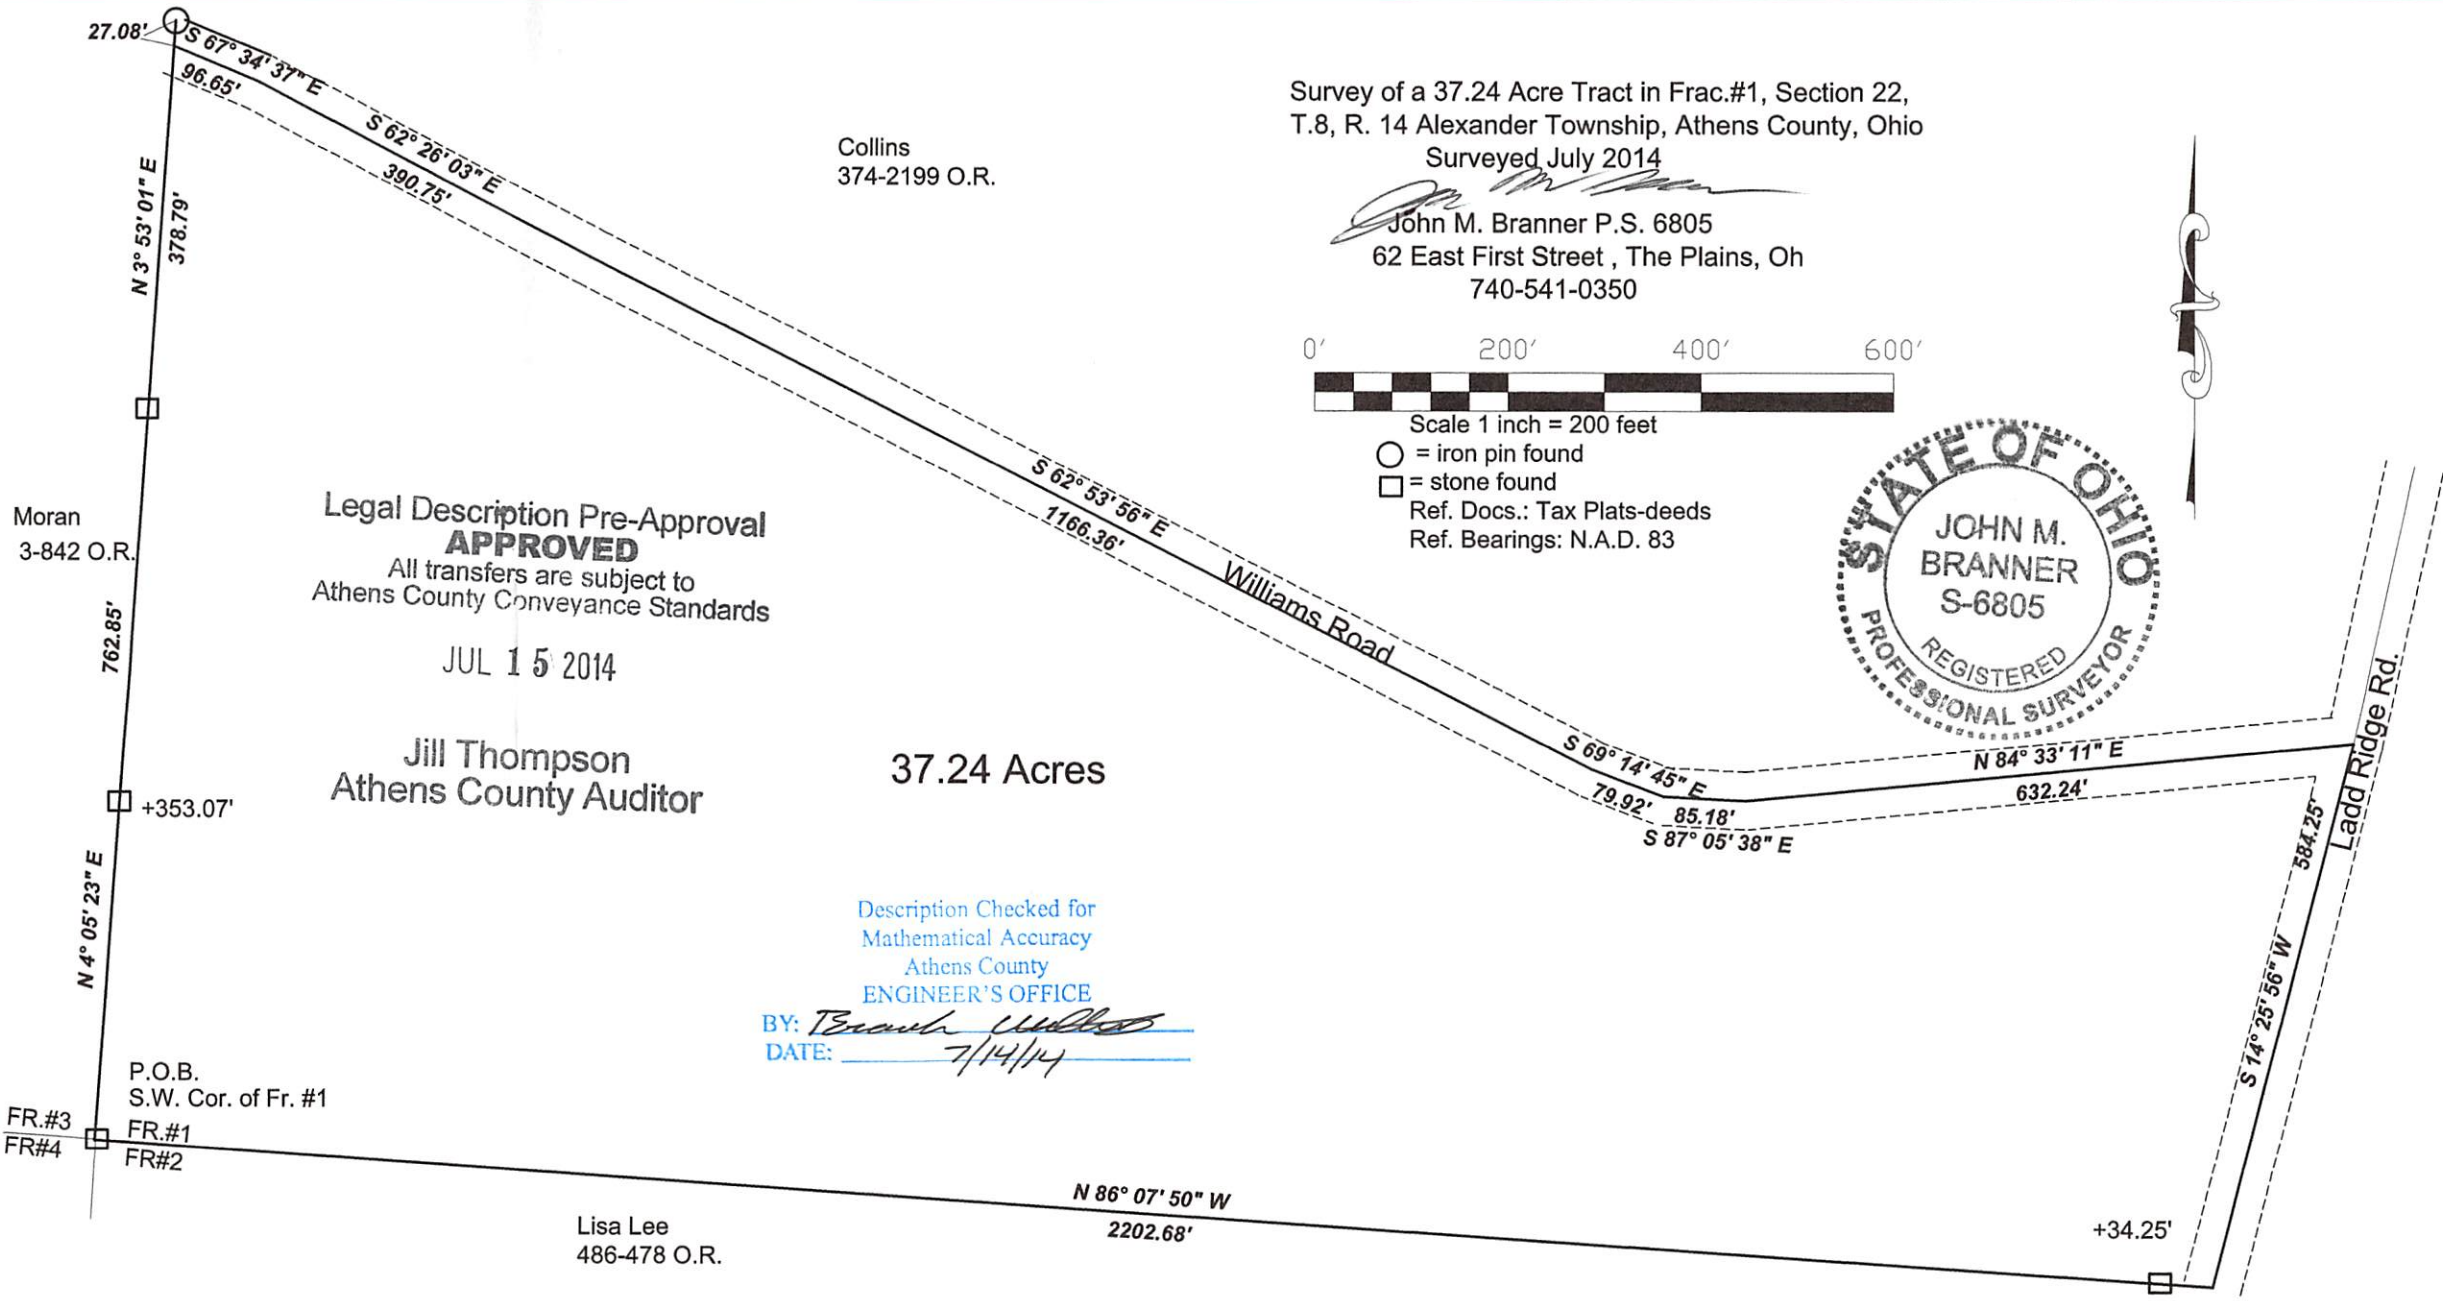 27.08'
S 67° 34' 37" E
96.65'
S 62° 26' 03" E
390.75'
Collins
374-2199 O.R.
Survey of a 37.24 Acre Tract in Frac.#1, Section 22,
T.8, R. 14 Alexander Township, Athens County, Ohio
Surveyed July 2014
John M. Branner P.S. 6805
62 East First Street , The Plains, Oh
740-541-0350
0' 200' 400' 600'
Scale 1 inch = 200 feet
= iron pin found
= stone found
Ref. Docs.: Tax Plats-deeds
Ref. Bearings: N.A.D. 83
STATE OF OHIO
JOHN M.
BRANNER
S-6805
REGISTERED
PROFESSIONAL SURVEYOR
N 3° 53' 01" E
378.79'
Moran
3-842 O.R.
762.85'
+353.07'
N 4° 05' 23" E
Legal Description Pre-Approval
APPROVED
All transfers are subject to
Athens County Conveyance Standards
JUL 15 2014
Jill Thompson
Athens County Auditor
37.24 Acres
S 62° 53' 56" E
1166.36'
Williams Road
S 69° 14' 45" E
79.92'
85.18'
S 87° 05' 38" E
N 84° 33' 11" E
632.24'
Ladd Ridge Rd.
584.25'
S 14° 25' 56" W
Description Checked for
Mathematical Accuracy
Athens County
ENGINEER'S OFFICE
BY:
DATE: 7/14/14
P.O.B.
S.W. Cor. of Fr. #1
FR.#3
FR#4
FR.#1
FR#2
N 86° 07' 50" W
2202.68'
Lisa Lee
486-478 O.R.
+34.25'